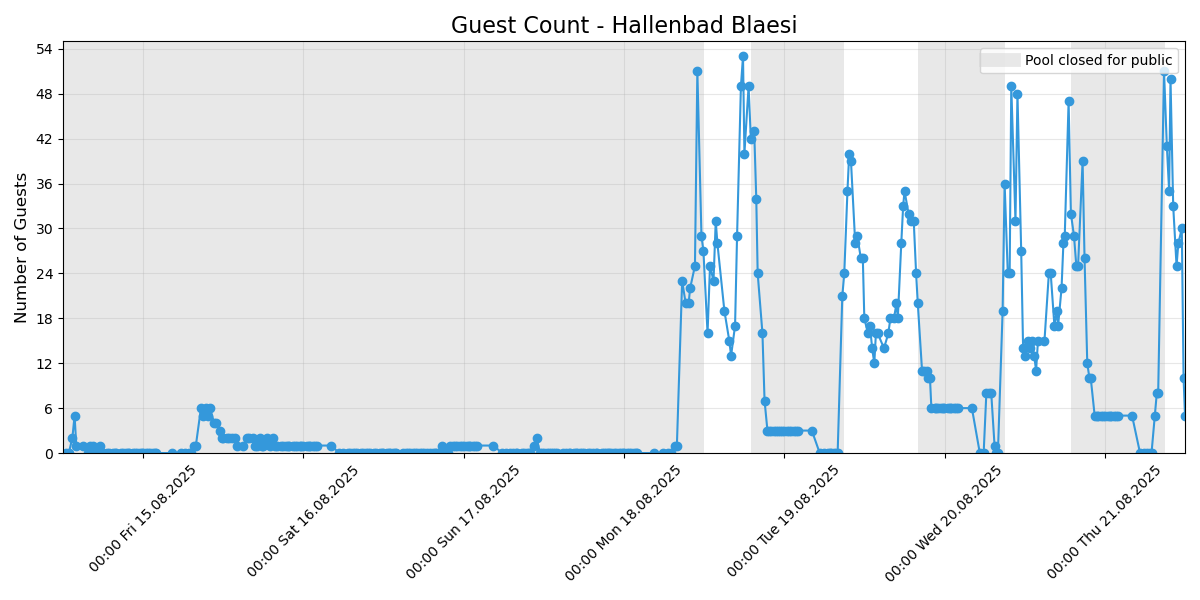 Guest Count - Hallenbad Blaesi
Pool closed for public
Number of Guests
54
48
42
36
30
24
18
12
6
0
00:00 Fri 15.08.2025
00:00 Sat 16.08.2025
00:00 Sun 17.08.2025
00:00 Mon 18.08.2025
00:00 Tue 19.08.2025
00:00 Wed 20.08.2025
00:00 Thu 21.08.2025